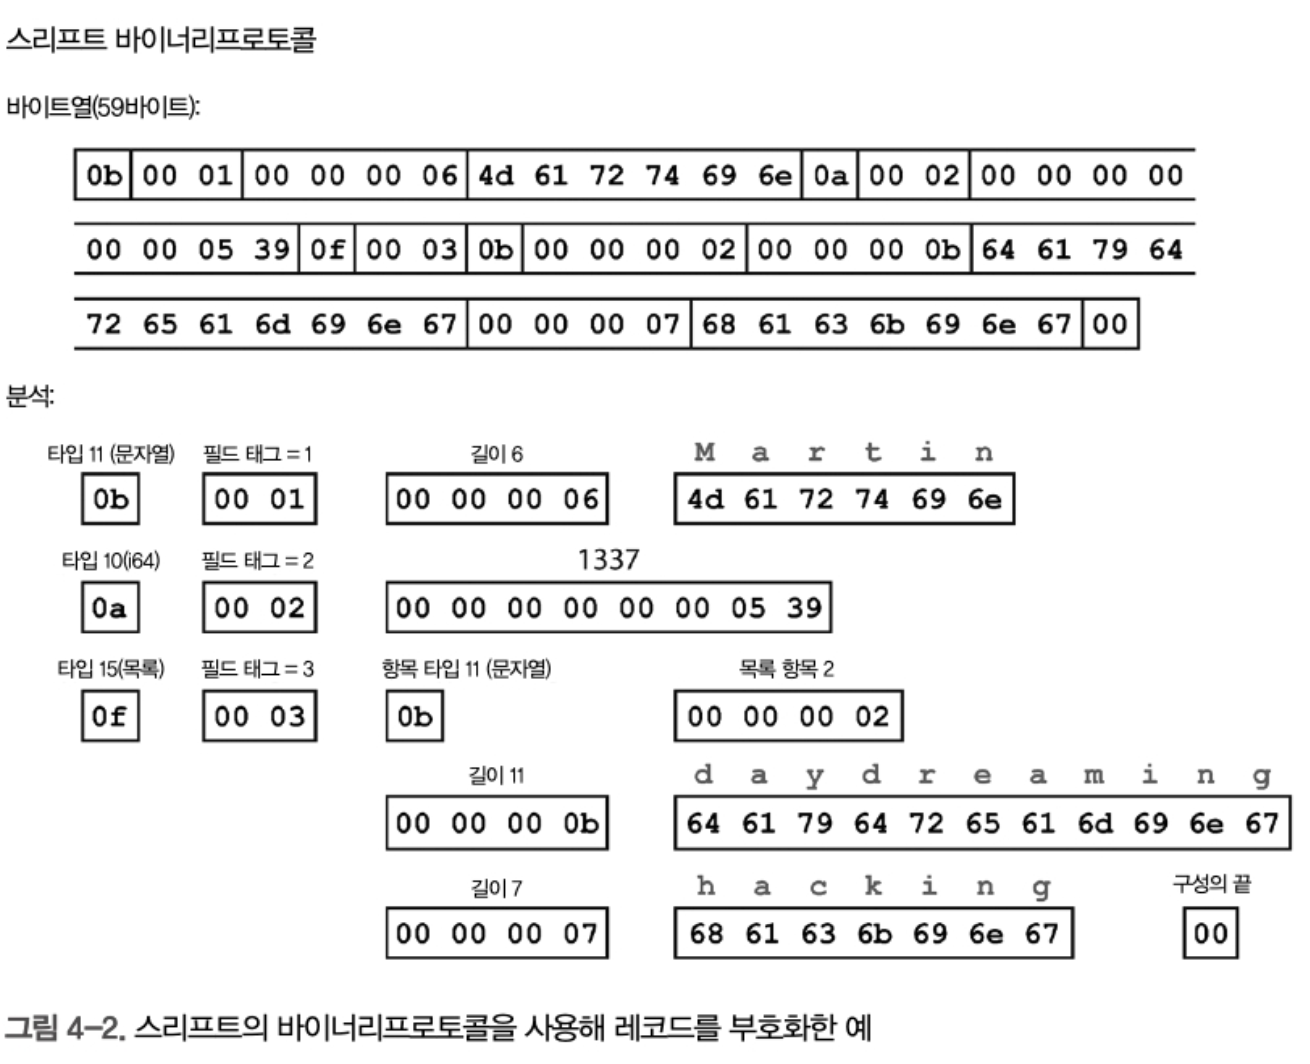 스리프트 바이너리프로토콜
바이트열(59바이트):
0b 00 01 00 00 00 06 4d 61 72 74 69 6e 0a 00 02 00 00 00 00
00 00 05 39 0f 00 03 0b 00 00 00 02 00 00 00 0b 64 61 79 64
72 65 61 6d 69 6e 67 00 00 00 07 68 61 63 6b 69 6e 67 00
분석:
타입 11 (문자열) 필드 태그 = 1 길이 6 M a r t i n
0b 00 01 00 00 00 06 4d 61 72 74 69 6e
타입 10(i64) 필드 태그 = 2 1337
0a 00 02 00 00 00 00 00 00 05 39
타입 15(목록) 필드 태그 = 3 항목 타입 11 (문자열) 목록 항목 2
0f 00 03 0b 00 00 00 02
길이 11 d a y d r e a m i n g
00 00 00 0b 64 61 79 64 72 65 61 6d 69 6e 67
길이 7 h a c k i n g 구성의 끝
00 00 00 07 68 61 63 6b 69 6e 67 00
그림 4-2. 스리프트의 바이너리프로토콜을 사용해 레코드를 부호화한 예